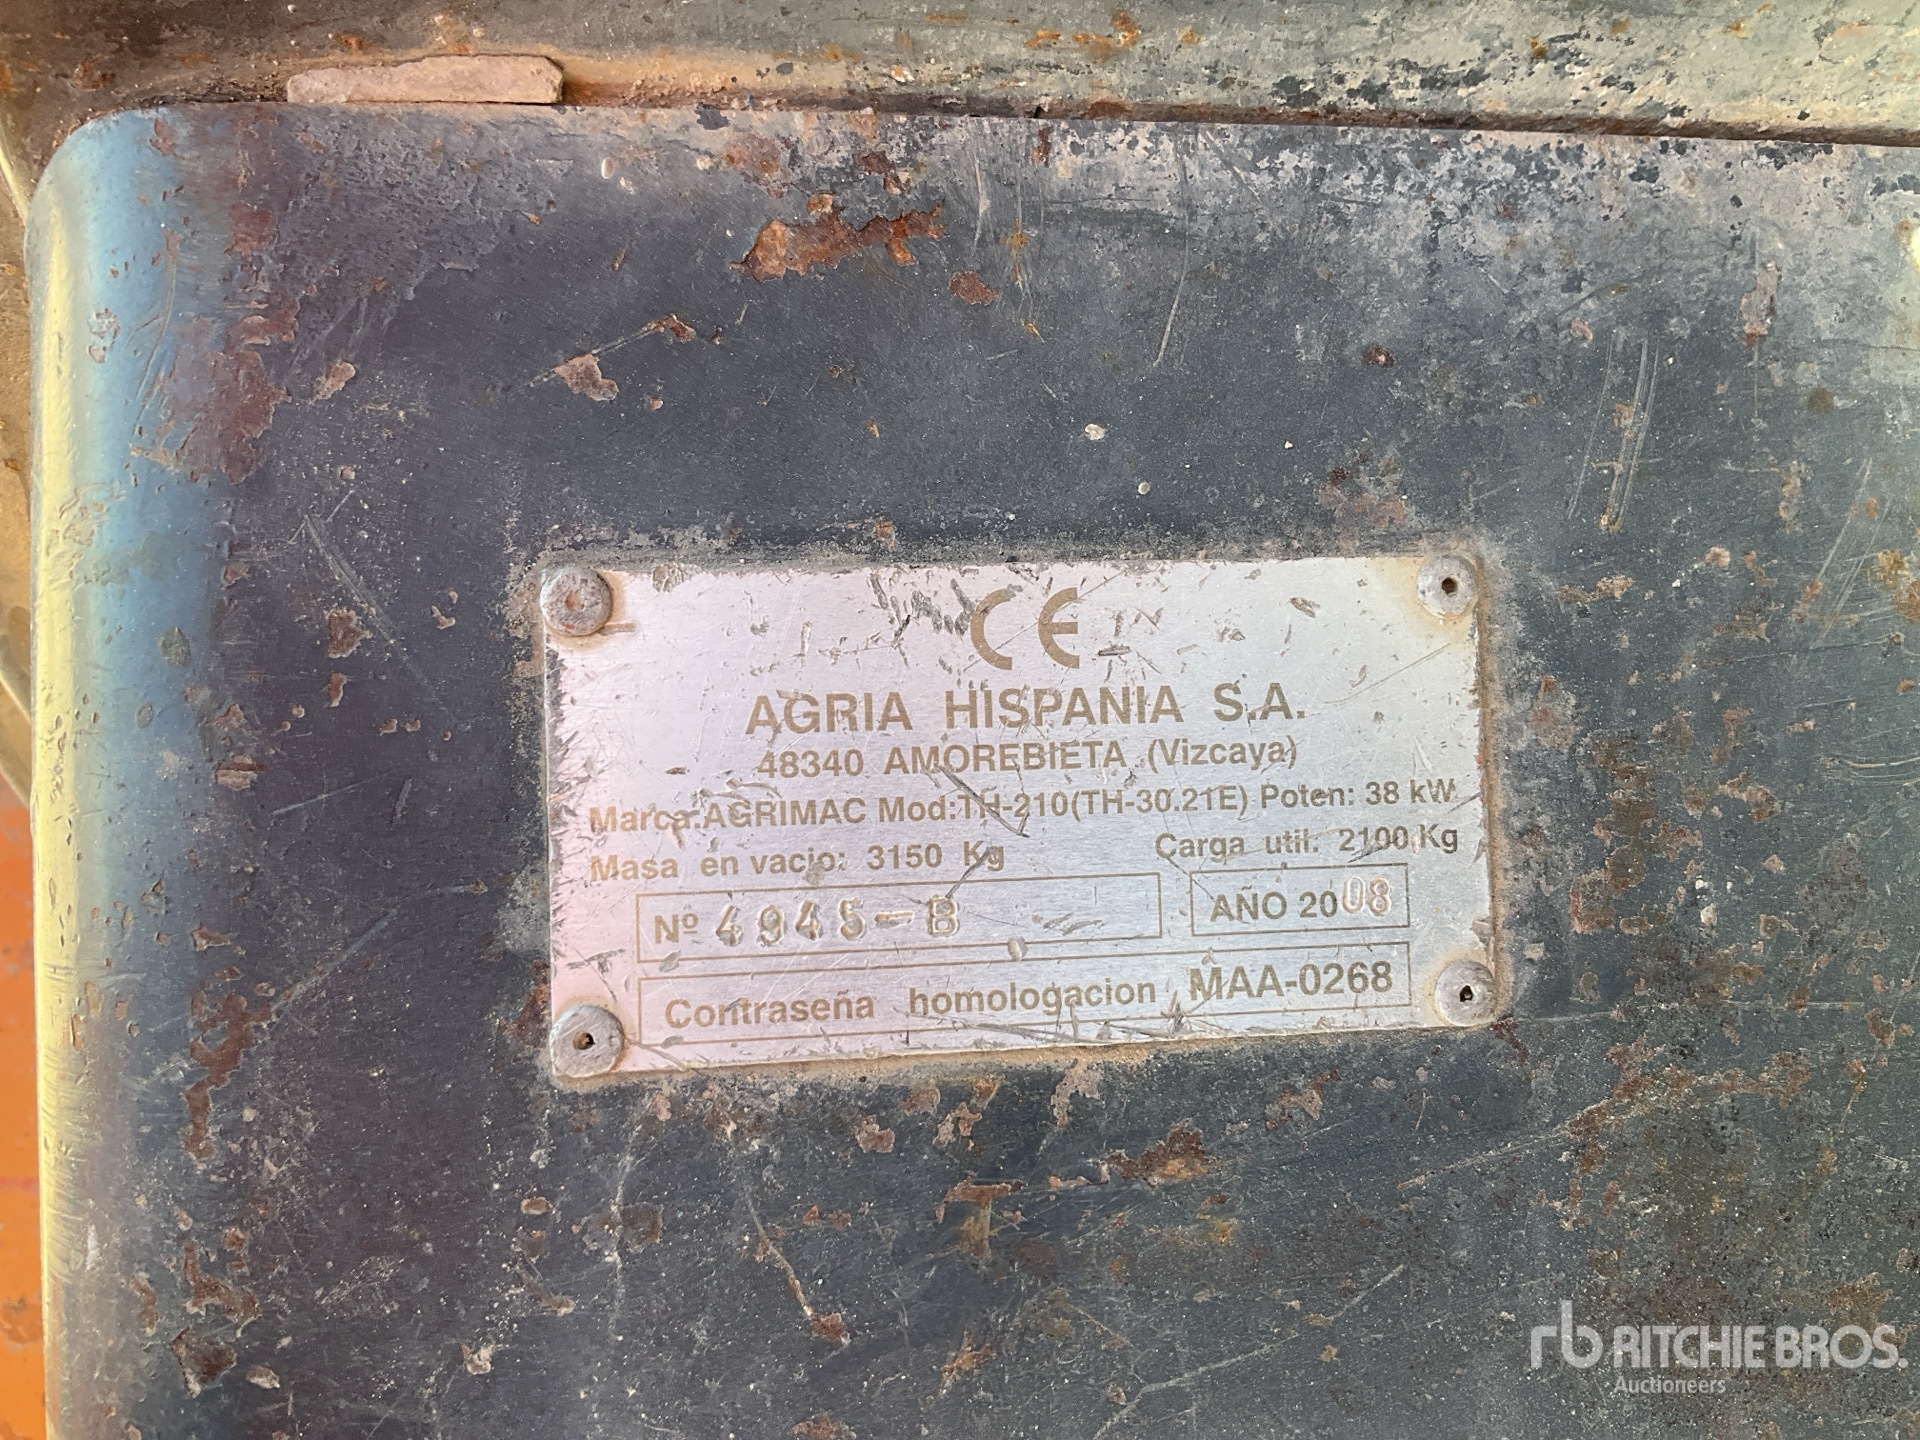 CE
AGRIA HISPANIA S.A.
48340 AMOREBIETA (Vizcaya)
Marca:AGRIMAC Mod:TH-210(TH-30.21E) Poten: 38 kW
Masa en vacio: 3150 Kg Carga util: 2100 Kg
Nº 4945-B AÑO 2008
Contraseña homologacion MAA-0268
rb RITCHIE BROS.
Auctioneers